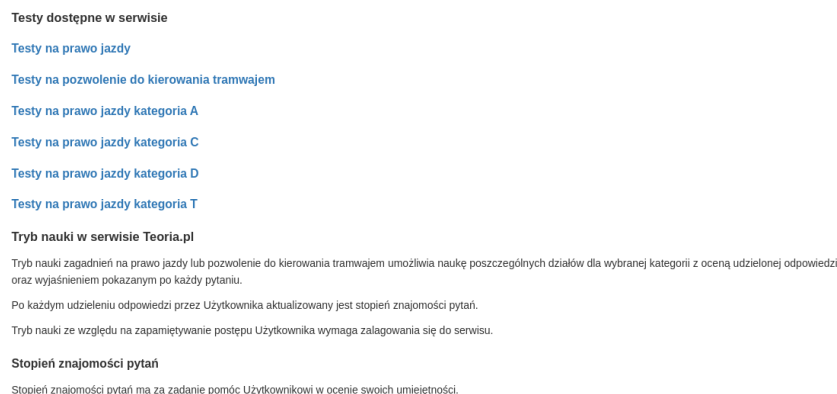 Testy dostępne w serwisie
Testy na prawo jazdy
Testy na pozwolenie do kierowania tramwajem
Testy na prawo jazdy kategoria A
Testy na prawo jazdy kategoria C
Testy na prawo jazdy kategoria D
Testy na prawo jazdy kategoria T
Tryb nauki w serwisie Teoria.pl
Tryb nauki zagadnień na prawo jazdy lub pozwolenie do kierowania tramwajem umożliwia naukę poszczególnych działów dla wybranej kategorii z oceną udzielonej odpowiedzi
oraz wyjaśnieniem pokazanym po każdy pytaniu.
Po każdym udzieleniu odpowiedzi przez Użytkownika aktualizowany jest stopień znajomości pytań.
Tryb nauki ze względu na zapamiętywanie postępu Użytkownika wymaga zalagowania się do serwisu.
Stopień znajomości pytań
Stopień znajomości pytań ma za zadanie pomóc Użytkownikowi w ocenie swoich umiejętności.